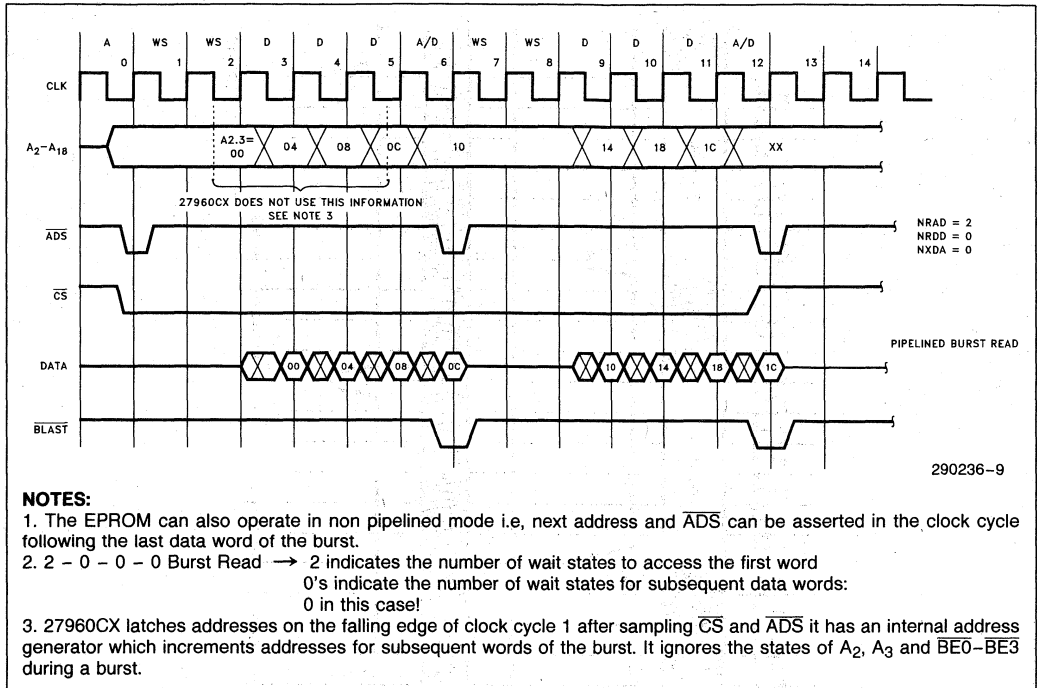 A WS WS D D D A/D WS WS D D D A/D
0 1 2 3 4 5 6 7 8 9 10 11 12 13 14
CLK
A2-A18
A2.3= 00 04 08 0C 10 14 18 1C XX
27960CX DOES NOT USE THIS INFORMATION
SEE NOTE 3
ADS
NRAD = 2
NRDD = 0
NXDA = 0
CS
PIPELINED BURST READ
DATA 00 04 08 0C 10 14 18 1C
BLAST
290236-9
NOTES:
1. The EPROM can also operate in non pipelined mode i.e, next address and ADS can be asserted in the clock cycle
following the last data word of the burst.
2. 2 - 0 - 0 - 0 Burst Read → 2 indicates the number of wait states to access the first word
0's indicate the number of wait states for subsequent data words:
0 in this case!
3. 27960CX latches addresses on the falling edge of clock cycle 1 after sampling CS and ADS it has an internal address
generator which increments addresses for subsequent words of the burst. It ignores the states of A2, A3 and BE0-BE3
during a burst.